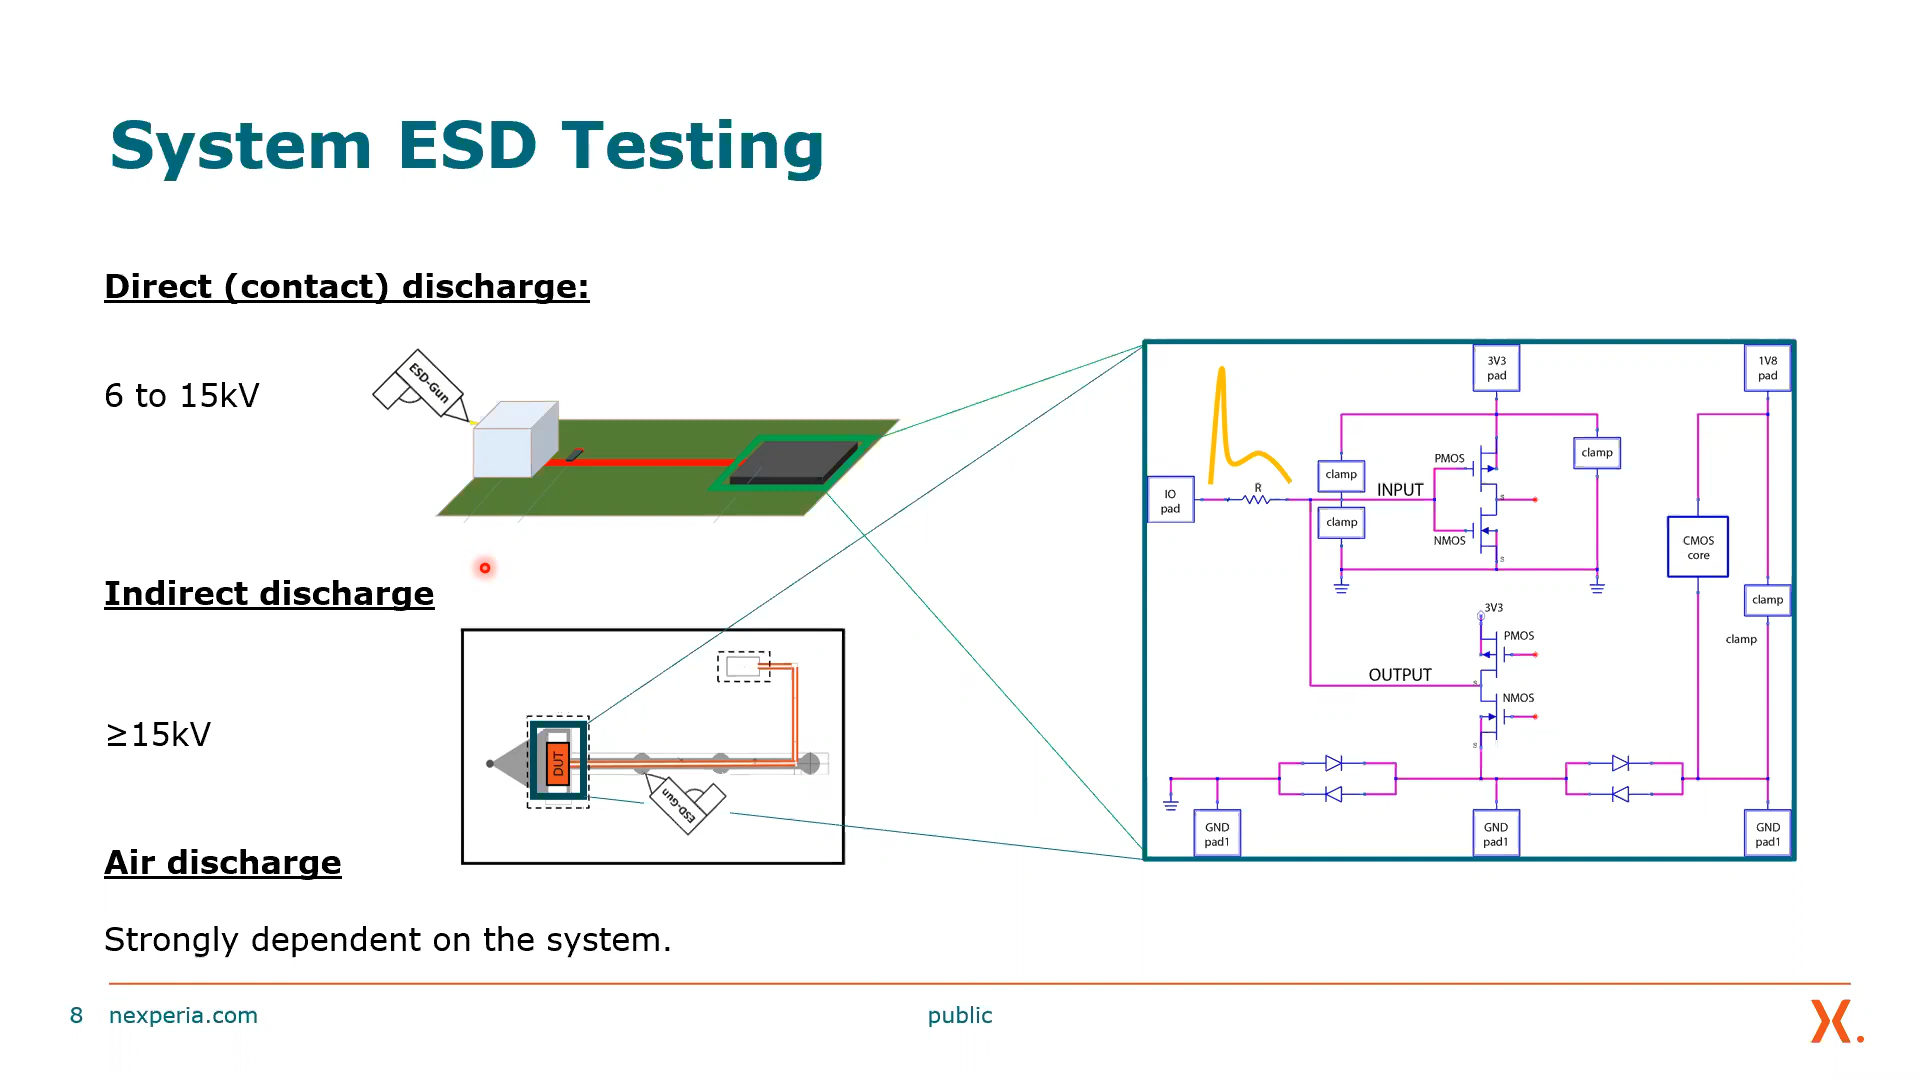 System ESD Testing
Direct (contact) discharge:
6 to 15kV
ESD-Gun
Indirect discharge
≥15kV
DUT
ESD-Gun
Air discharge
Strongly dependent on the system.
3V3
pad
1V8
pad
clamp
PMOS
clamp
IO
pad
R
INPUT
S
clamp
NMOS
S
CMOS
core
clamp
3V3
clamp
PMOS
OUTPUT
S
NMOS
S
GND
pad1
GND
pad1
GND
pad1
8
nexperia.com
public
X.